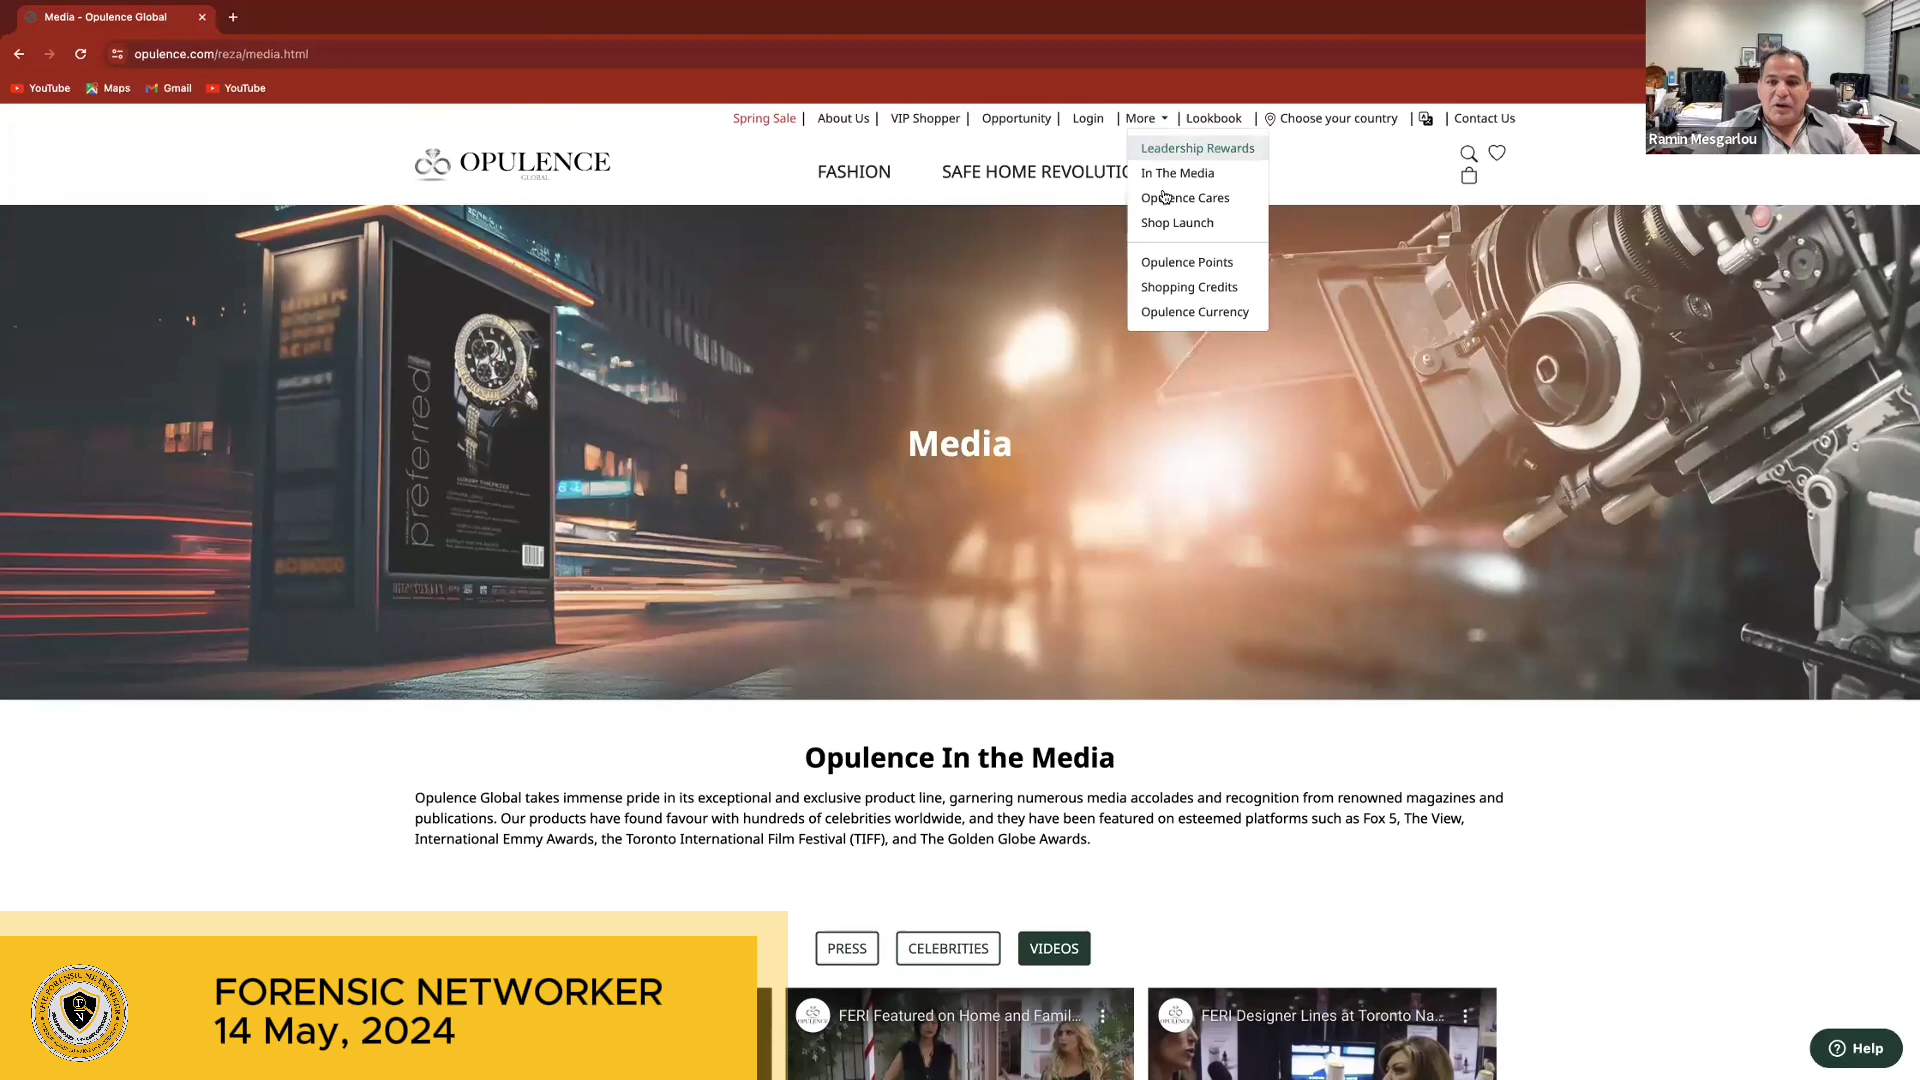 Media - Opulence Global
opulence.com/reza/media.html
YouTube
Maps
Gmail
YouTube
Ramin Mesgarlou
Spring Sale | About Us | VIP Shopper | Opportunity | Login | More | Lookbook | Choose your country | | Contact Us
OPULENCE
GLOBAL
FASHION
SAFE HOME REVOLUTIO
Leadership Rewards
In The Media
Opulence Cares
Shop Launch
Opulence Points
Shopping Credits
Opulence Currency
preferred
Media
Opulence In the Media
Opulence Global takes immense pride in its exceptional and exclusive product line, garnering numerous media accolades and recognition from renowned magazines and
publications. Our products have found favour with hundreds of celebrities worldwide, and they have been featured on esteemed platforms such as Fox 5, The View,
International Emmy Awards, the Toronto International Film Festival (TIFF), and The Golden Globe Awards.
PRESS
CELEBRITIES
VIDEOS
FERI Featured on Home and Famil...
FERI Designer Lines at Toronto Na...
Help
FORENSIC NETWORKER
14 May, 2024